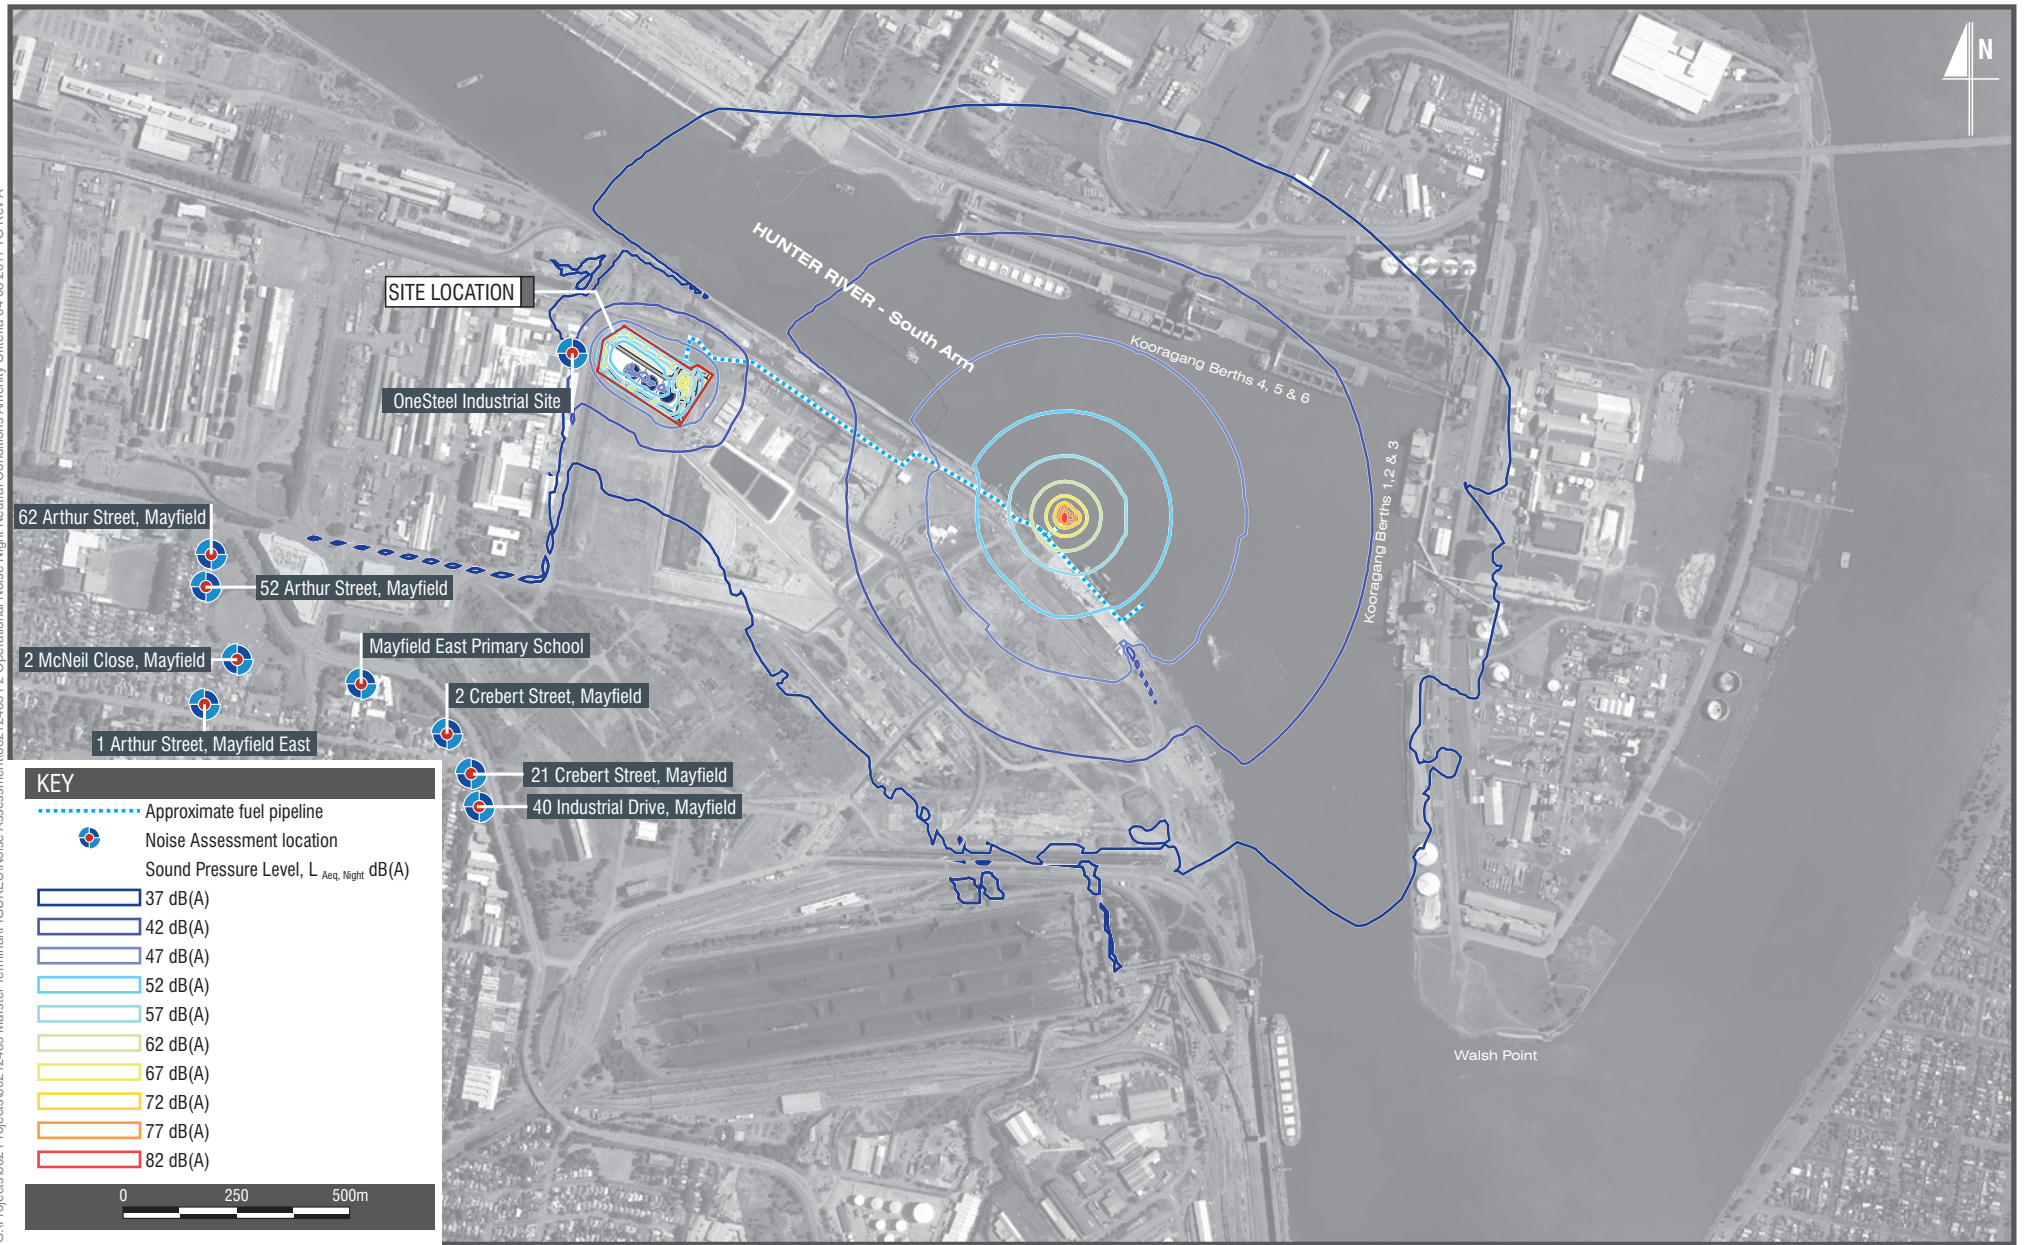 N
HUNTER RIVER - South Arm
SITE LOCATION
Kooragang Berths 4, 5 & 6
OneSteel Industrial Site
Kooragang Berths 1,2 & 3
62 Arthur Street, Mayfield
52 Arthur Street, Mayfield
Mayfield East Primary School
2 McNeil Close, Mayfield
2 Crebert Street, Mayfield
1 Arthur Street, Mayfield East
21 Crebert Street, Mayfield
40 Industrial Drive, Mayfield
Walsh Point
KEY
Approximate fuel pipeline
Noise Assessment location
Sound Pressure Level, L Aeq, Night dB(A)
37 dB(A)
42 dB(A)
47 dB(A)
52 dB(A)
57 dB(A)
62 dB(A)
67 dB(A)
72 dB(A)
77 dB(A)
82 dB(A)
0 250 500m